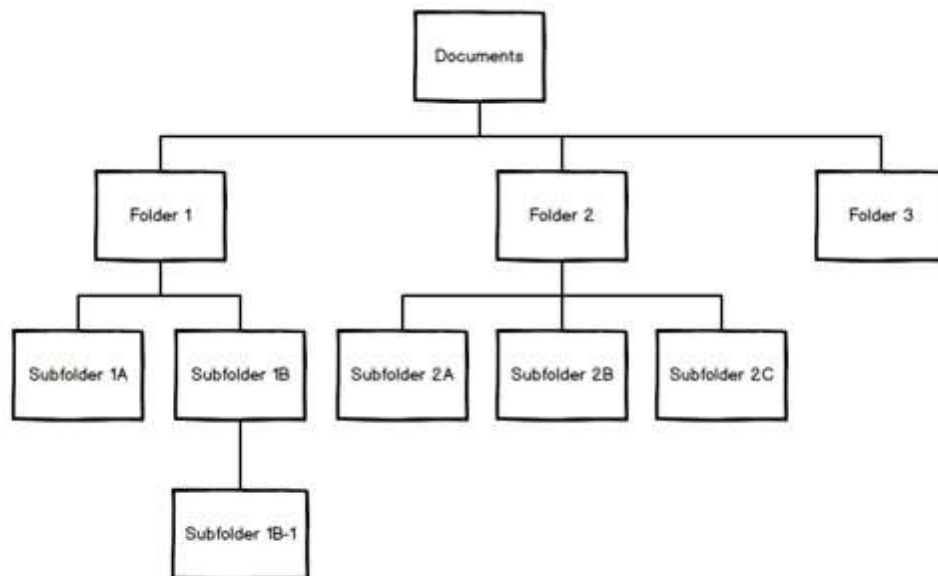 Documents
Folder 1
Folder 2
Folder 3
Subfolder 1A
Subfolder 1B
Subfolder 2A
Subfolder 2B
Subfolder 2C
Subfolder 1B-1